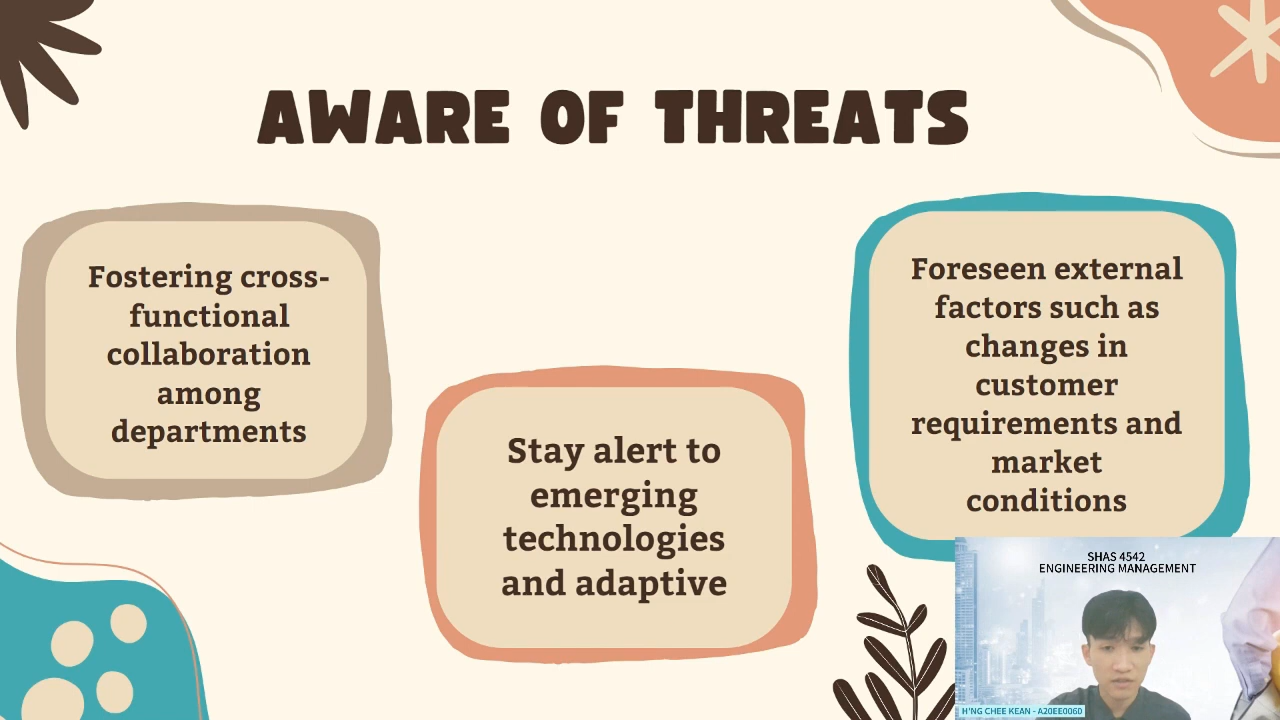 AWARE OF THREATS
Fostering cross-
functional
collaboration
among
departments
Stay alert to
emerging
technologies
and adaptive
Foreseen external
factors such as
changes in
customer
requirements and
market
conditions
SHAS 4542
ENGINEERING MANAGEMENT
H'NG CHEE KEAN - A20EE0060